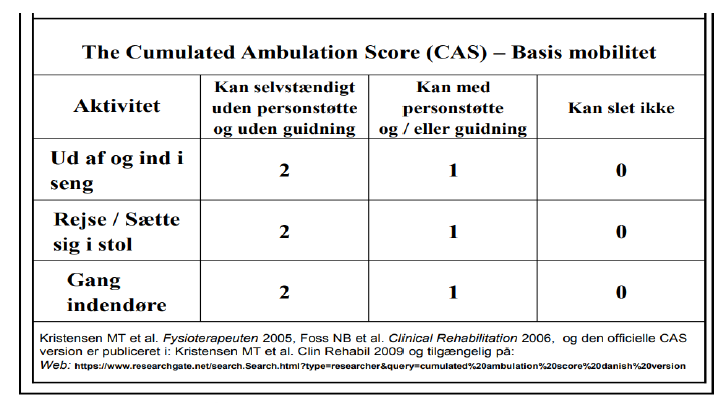 The Cumulated Ambulation Score (CAS) – Basis mobilitet
Aktivitet
Kan selvstændigt
uden personstøtte
og uden guidning
Kan med
personstøtte
og / eller guidning
Kan slet ikke
Ud af og ind i
seng
2
1
0
Rejse / Sætte
sig i stol
2
1
0
Gang
indendøre
2
1
0
Kristensen MT et al. Fysioterapeuten 2005, Foss NB et al. Clinical Rehabilitation 2006,  og den officielle CAS
version er publiceret i: Kristensen MT et al. Clin Rehabil 2009 og tilgængelig på:
Web: https://www.researchgate.net/search.Search.html?type=researcher&query=cumulated%20ambulation%20score%20danish%20version